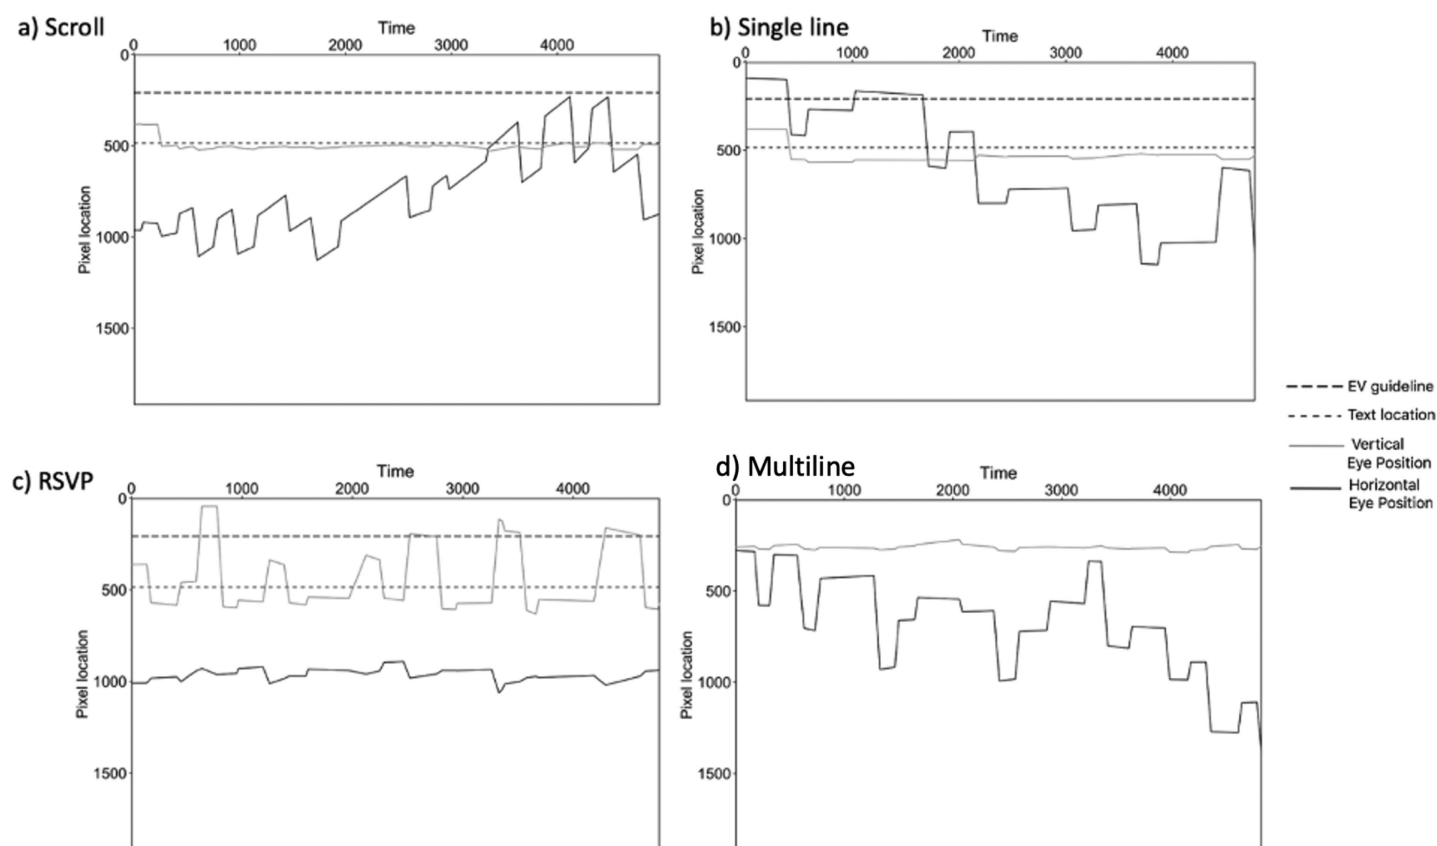 a) Scroll
Time
0 1000 2000 3000 4000
0
500
1000
1500
Pixel location
b) Single line
Time
0 1000 2000 3000 4000
0
500
1000
1500
Pixel location
EV guideline
Text location
Vertical
Eye Position
Horizontal
Eye Position
c) RSVP
Time
0 1000 2000 3000 4000
0
500
1000
1500
Pixel location
d) Multiline
Time
0 1000 2000 3000 4000
0
500
1000
1500
Pixel location